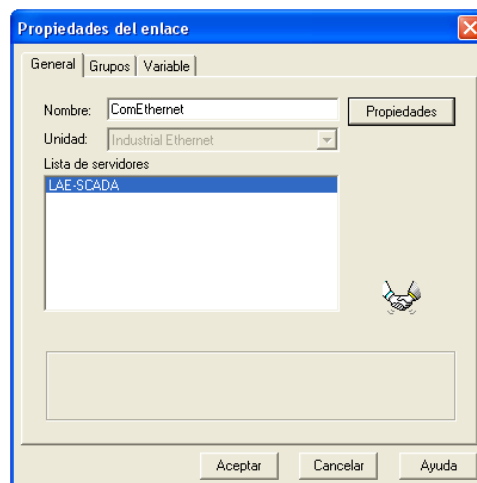 Propiedades del enlace
General Grupos Variable
Nombre: ComEthernet Propiedades
Unidad: Industrial Ethernet
Lista de servidores
LAE-SCADA
Aceptar Cancelar Ayuda